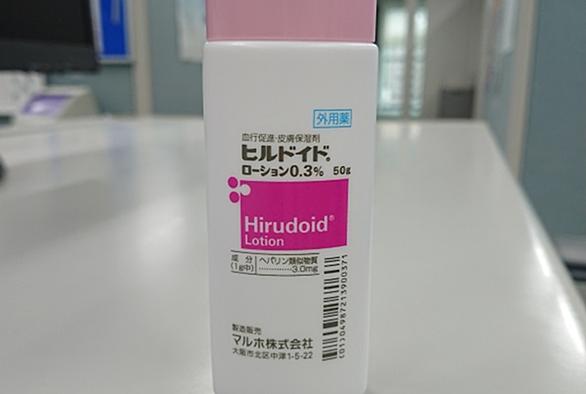 外用薬
血行促進・皮膚保湿剤
ヒルドイド®
ローション0.3% 50g
Hirudoid®
Lotion
成分 ヘパリン類似物質
(1g中) ............3.0mg
(01)04987213900371
製造販売
マルホ株式会社
大阪市北区中津1-5-22